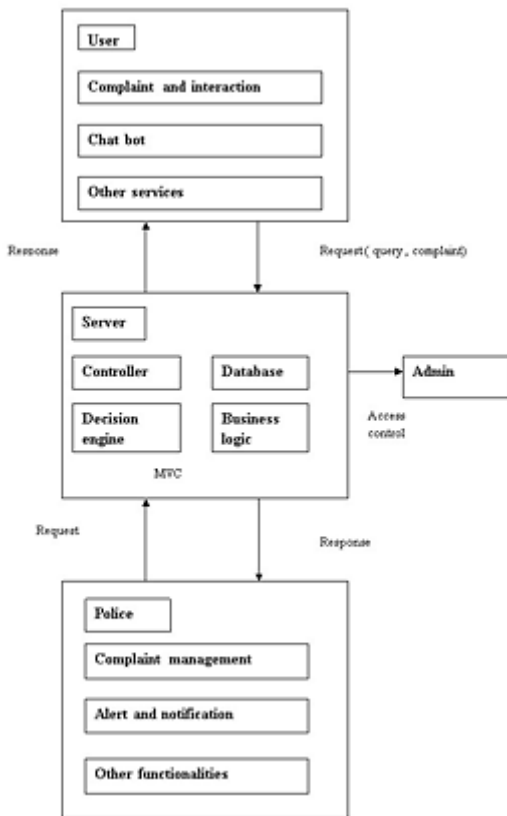 User
Complaint and interaction
Chat bot
Other services
Response
Request( query , complaint)
Server
Controller
Database
Decision
engine
Business
logic
MVC
Admin
Access
control
Request
Response
Police
Complaint management
Alert and notification
Other functionalities